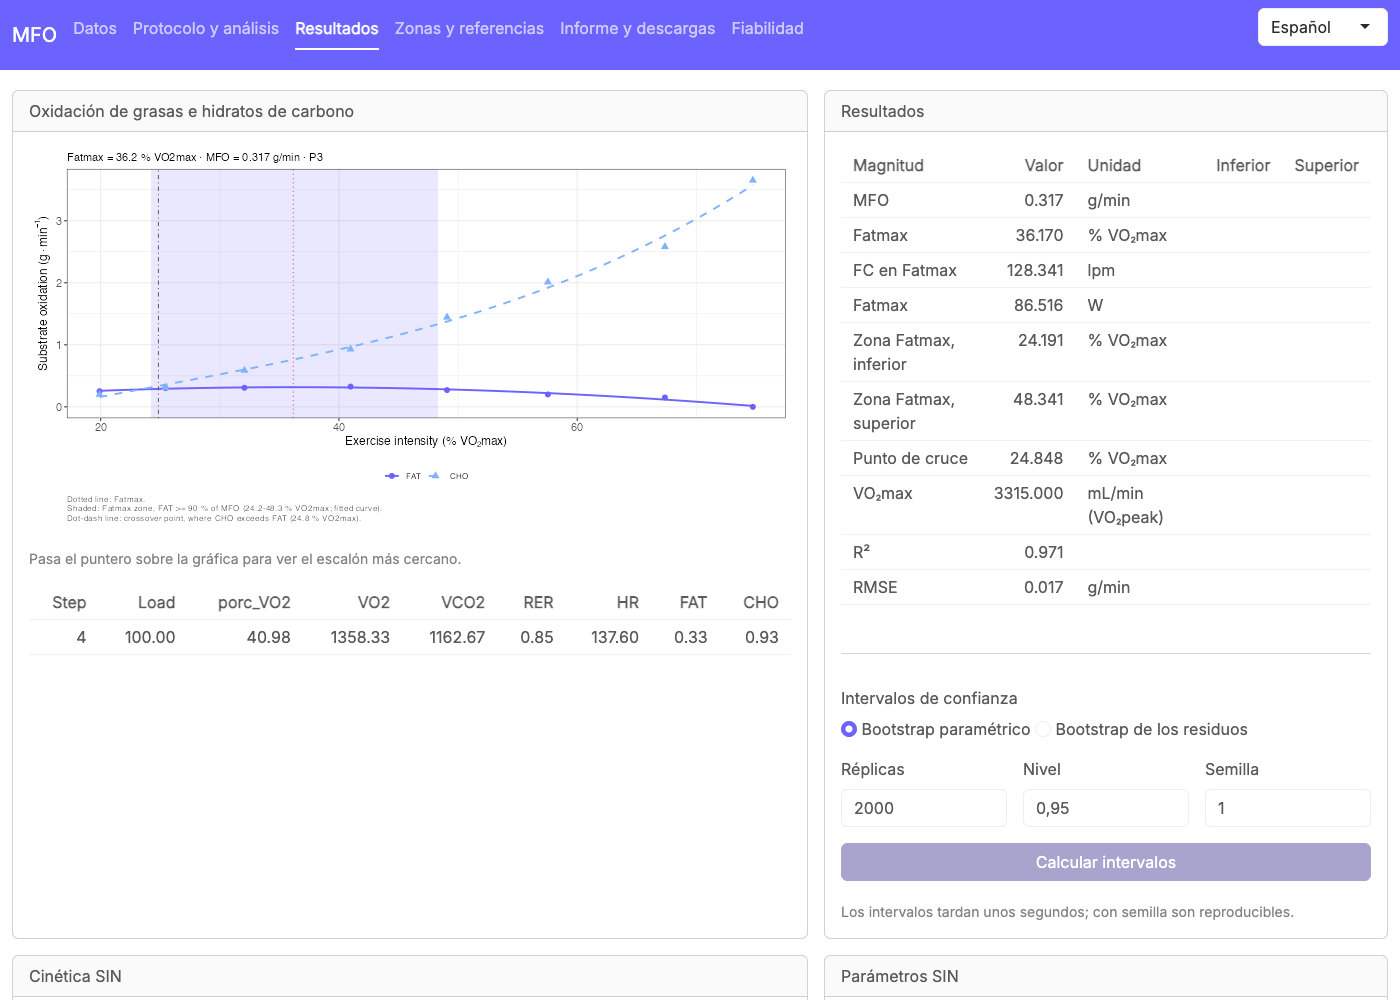 MFO Datos Protocolo y análisis Resultados Zonas y referencias Informe y descargas Fiabilidad Español
Oxidación de grasas e hidratos de carbono
Fatmax = 36.2 % VO2max · MFO = 0.317 g/min · P3
Substrate oxidation (g · min⁻¹)
3
2
1
0
20 40 60
Exercise intensity (% VO₂max)
FAT CHO
Dotted line: Fatmax.
Shaded: Fatmax zone, FAT >= 90 % of MFO (24.2-48.3 % VO2max; fitted curve).
Dot-dash line: crossover point, where CHO exceeds FAT (24.8 % VO2max).
Pasa el puntero sobre la gráfica para ver el escalón más cercano.
Step Load porc_VO2 VO2 VCO2 RER HR FAT CHO
4 100.00 40.98 1358.33 1162.67 0.85 137.60 0.33 0.93
Resultados
Magnitud Valor Unidad Inferior Superior
MFO 0.317 g/min
Fatmax 36.170 % VO₂max
FC en Fatmax 128.341 lpm
Fatmax 86.516 W
Zona Fatmax, 24.191 % VO₂max
inferior
Zona Fatmax, 48.341 % VO₂max
superior
Punto de cruce 24.848 % VO₂max
VO₂max 3315.000 mL/min
(VO₂peak)
R² 0.971
RMSE 0.017 g/min
Intervalos de confianza
Bootstrap paramétrico Bootstrap de los residuos
Réplicas Nivel Semilla
2000 0,95 1
Calcular intervalos
Los intervalos tardan unos segundos; con semilla son reproducibles.
Cinética SIN
Parámetros SIN